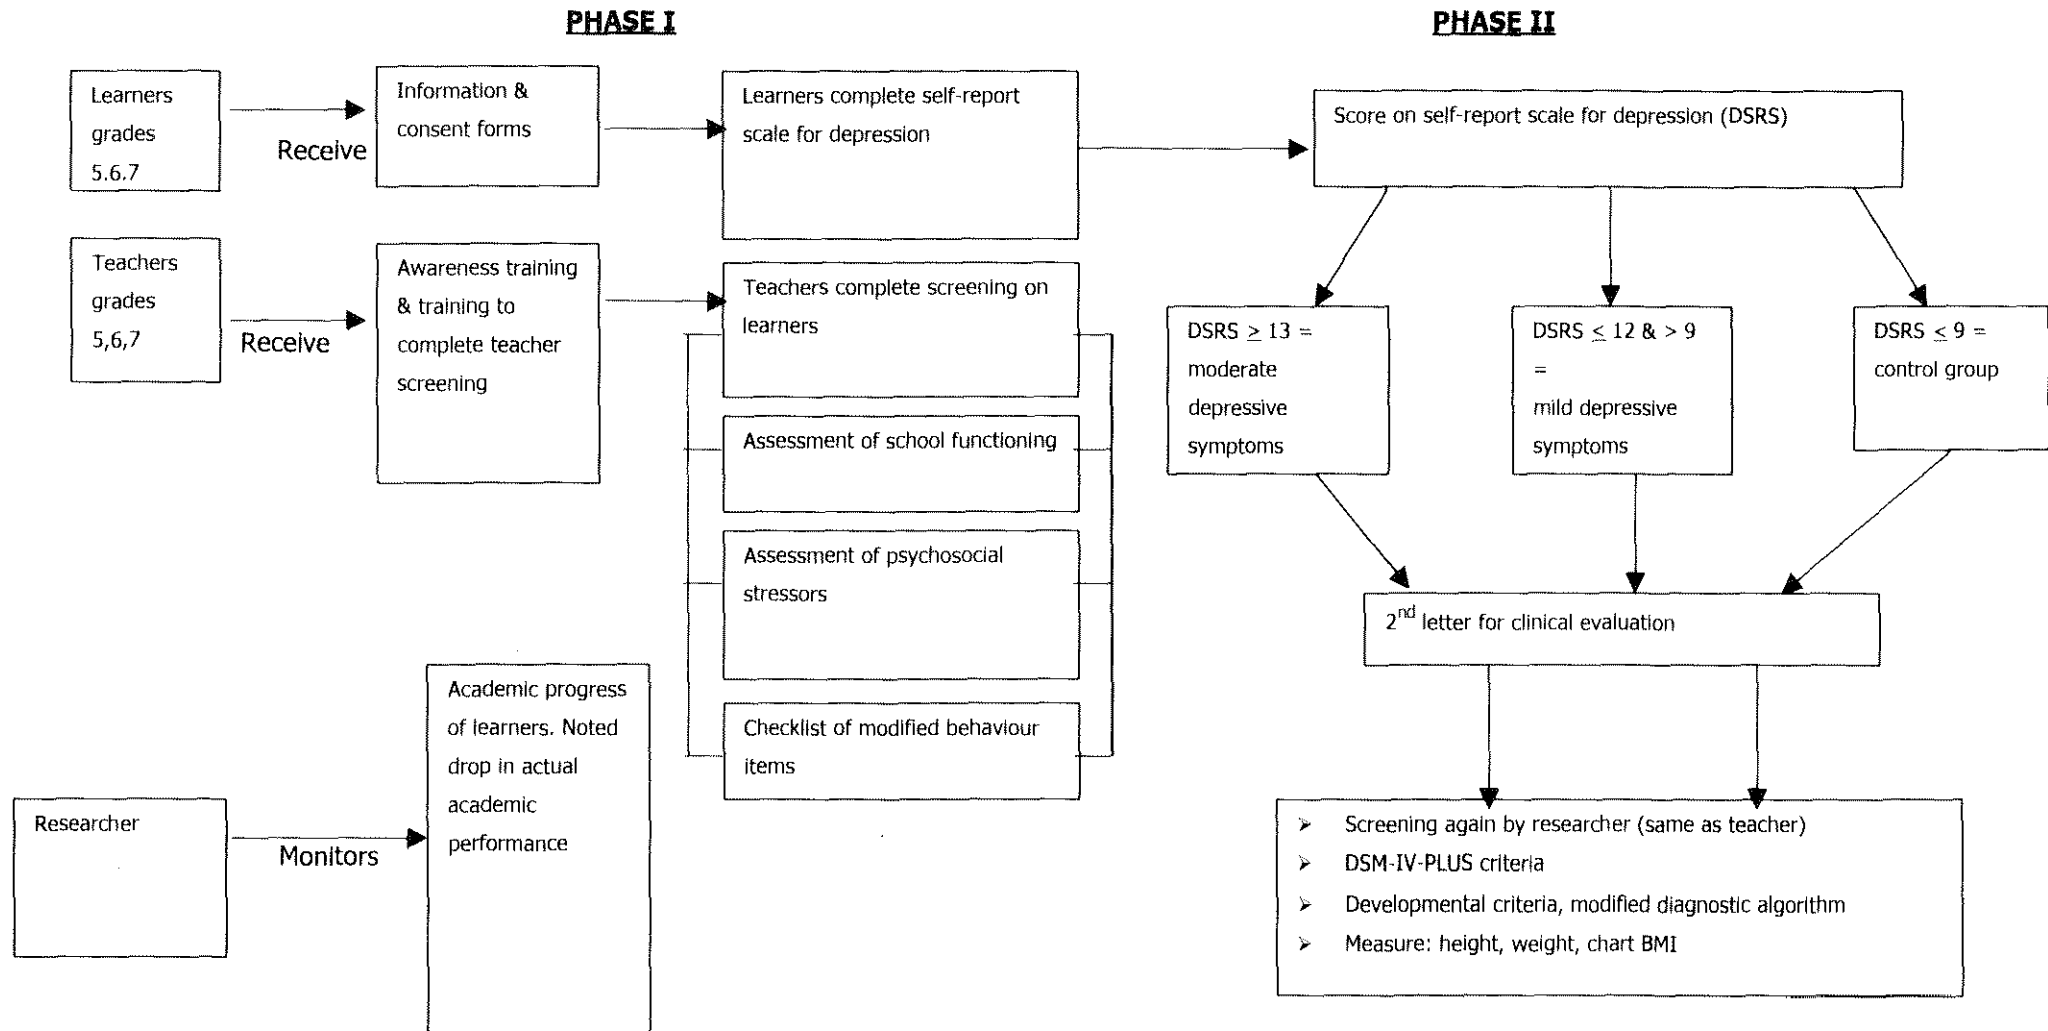 PHASE I
Learners
grades
5.6.7
Receive
Information &
consent forms
Learners complete self-report
scale for depression
Teachers
grades
5,6,7
Receive
Awareness training
& training to
complete teacher
screening
Teachers complete screening on
learners
Assessment of school functioning
Assessment of psychosocial
stressors
Checklist of modified behaviour
items
Researcher
Monitors
Academic progress
of learners. Noted
drop in actual
academic
performance
PHASE II
Score on self-report scale for depression (DSRS)
DSRS ≥ 13 =
moderate
depressive
symptoms
DSRS ≤ 12 & > 9
=
mild depressive
symptoms
DSRS ≤ 9 =
control group
2nd letter for clinical evaluation
➢ Screening again by researcher (same as teacher)
➢ DSM-IV-PLUS criteria
➢ Developmental criteria, modified diagnostic algorithm
➢ Measure: height, weight, chart BMI